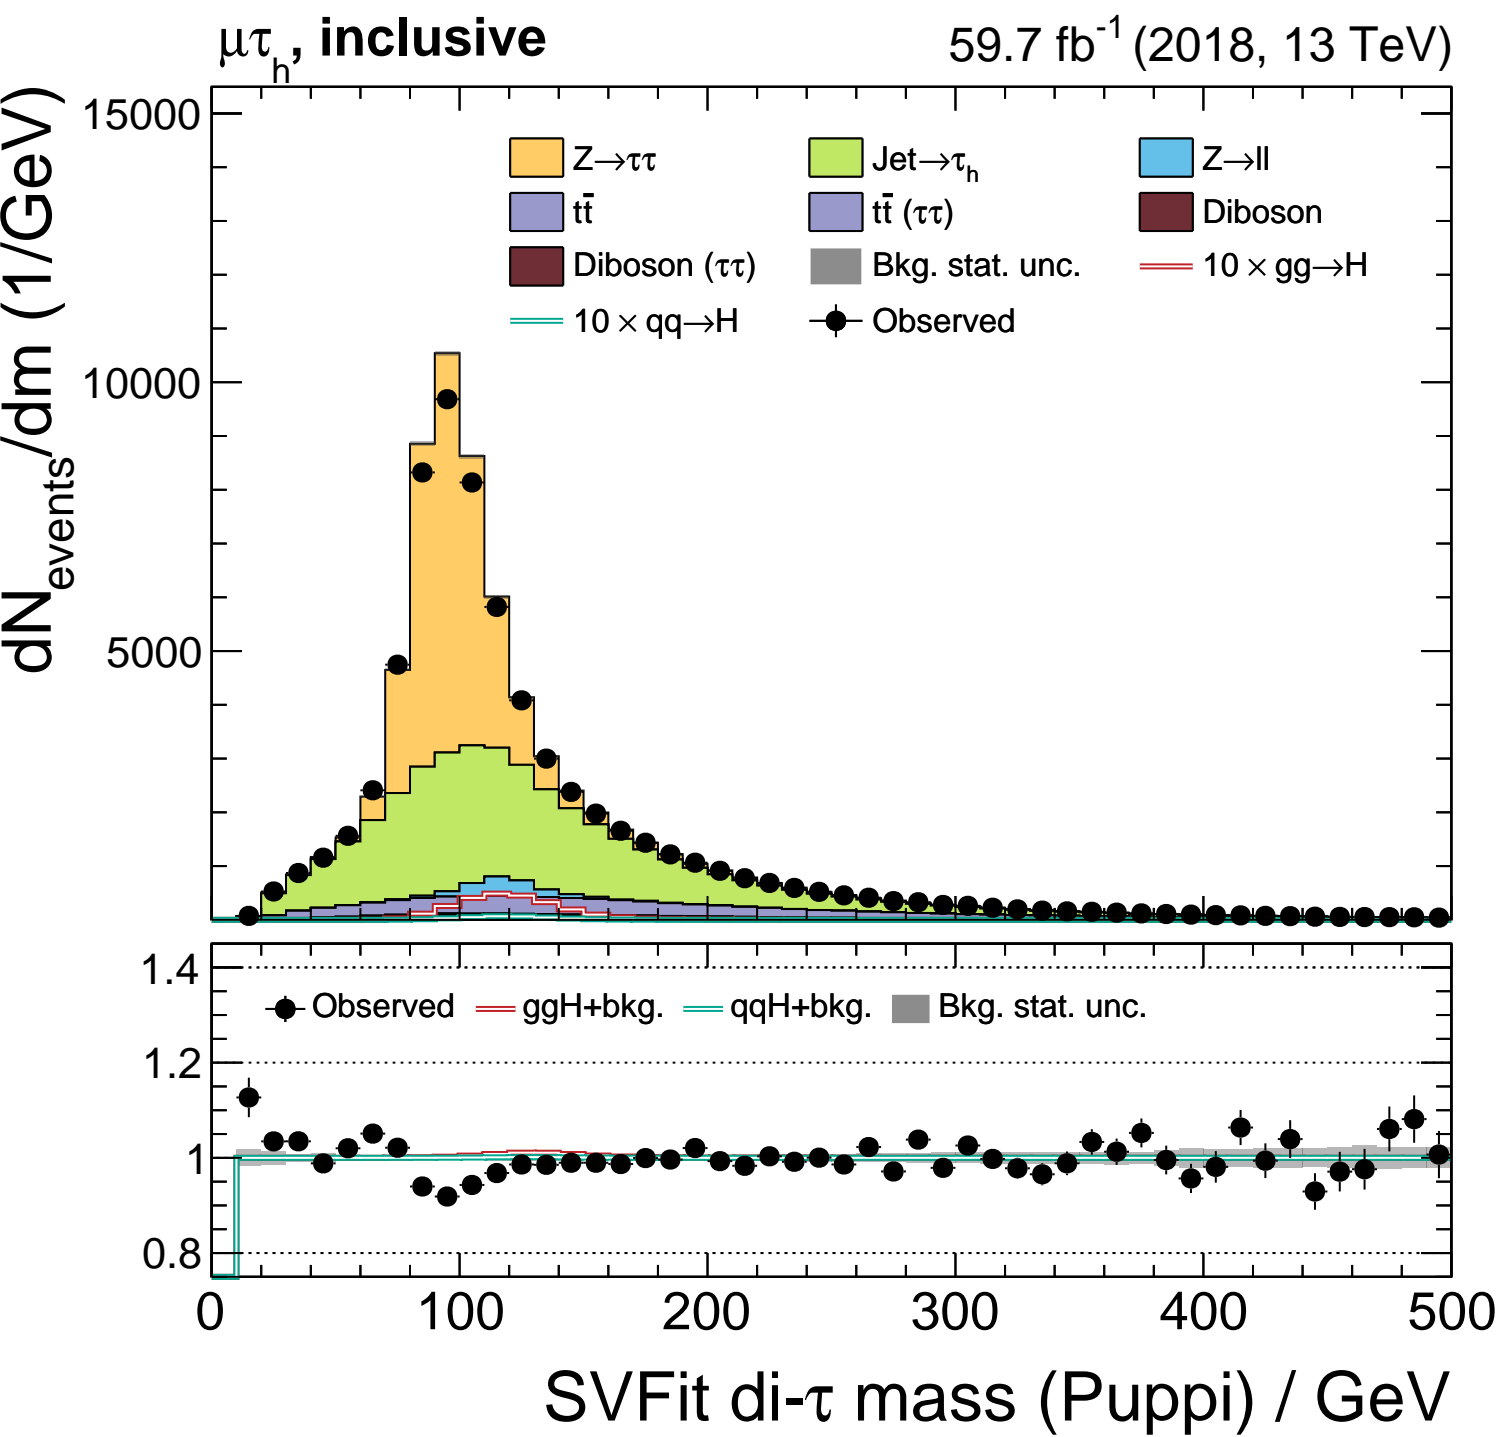 μτh, inclusive 59.7 fb-1 (2018, 13 TeV)
dNevents/dm (1/GeV)
15000
10000
5000
Z→ττ Jet→τh Z→ll
tt̄ tt̄ (ττ) Diboson
Diboson (ττ) Bkg. stat. unc. 10 × gg→H
10 × qq→H Observed
1.4
1.2
1
0.8
Observed ggH+bkg. qqH+bkg. Bkg. stat. unc.
0 100 200 300 400 500
SVFit di-τ mass (Puppi) / GeV